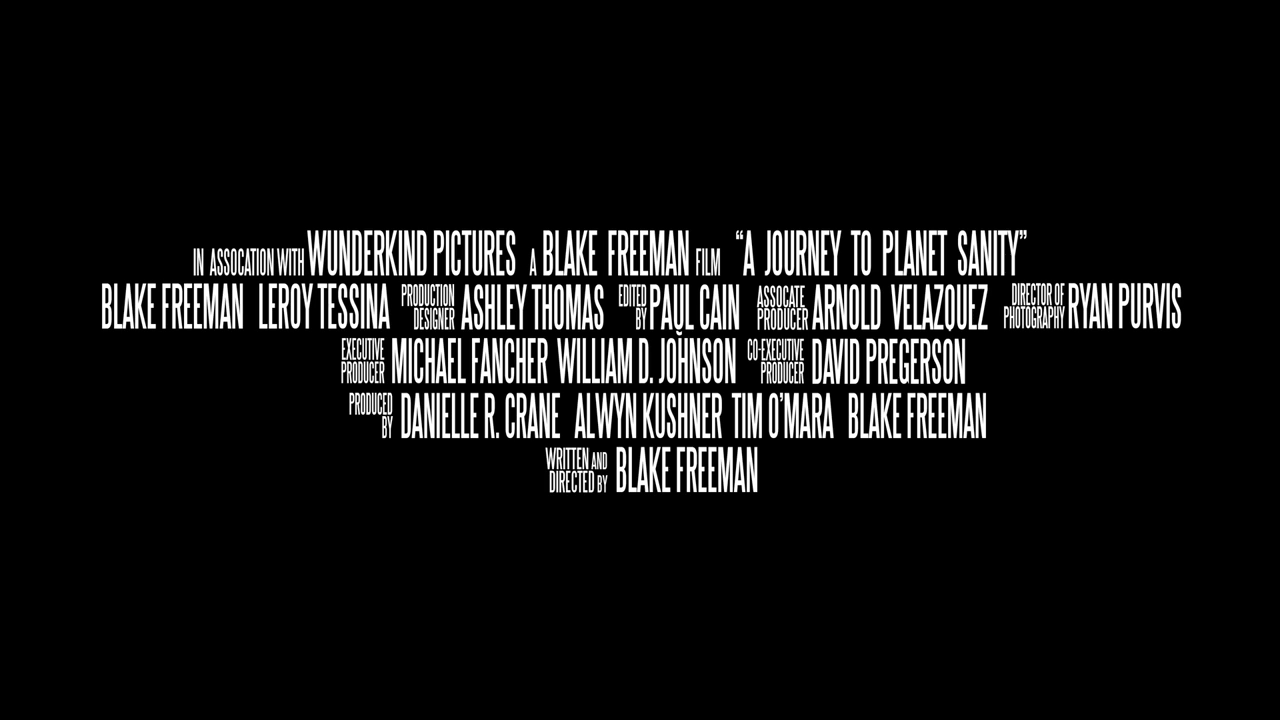 IN ASSOCATION WITH WUNDERKIND PICTURES A BLAKE FREEMAN FILM “A JOURNEY TO PLANET SANITY”
BLAKE FREEMAN LEROY TESSINA PRODUCTION DESIGNER ASHLEY THOMAS EDITED BY PAUL CAIN ASSOCATE PRODUCER ARNOLD VELAZQUEZ DIRECTOR OF PHOTOGRAPHY RYAN PURVIS
EXECUTIVE PRODUCER MICHAEL FANCHER WILLIAM D. JOHNSON CO-EXECUTIVE PRODUCER DAVID PREGERSON
PRODUCED BY DANIELLE R. CRANE ALWYN KUSHNER TIM O’MARA BLAKE FREEMAN
WRITTEN AND DIRECTED BY BLAKE FREEMAN